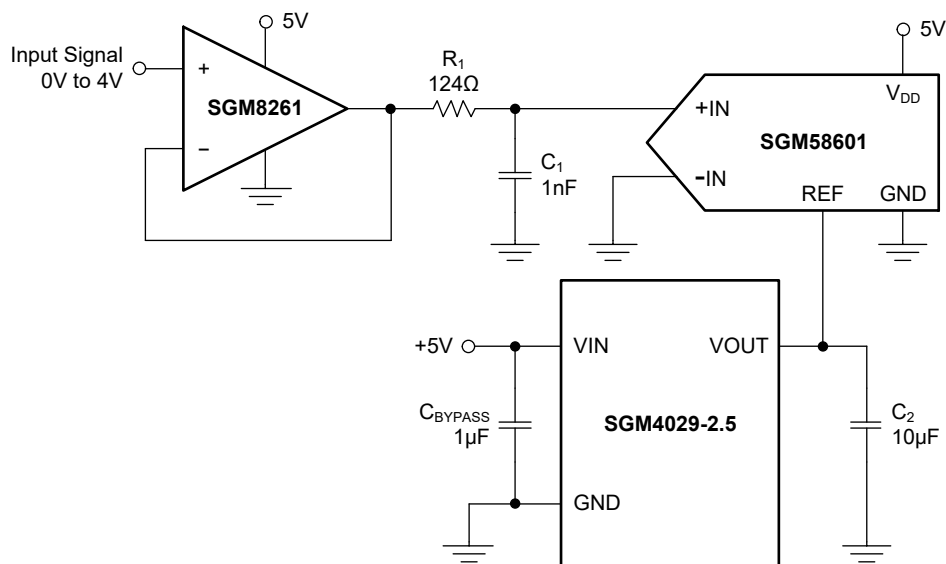 5V
Input Signal
0V to 4V
+
SGM8261
−
R1
124Ω
C1
1nF
5V
VDD
+IN
SGM58601
−IN
REF
GND
+5V
VIN
VOUT
CBYPASS
1µF
SGM4029-2.5
C2
10µF
GND